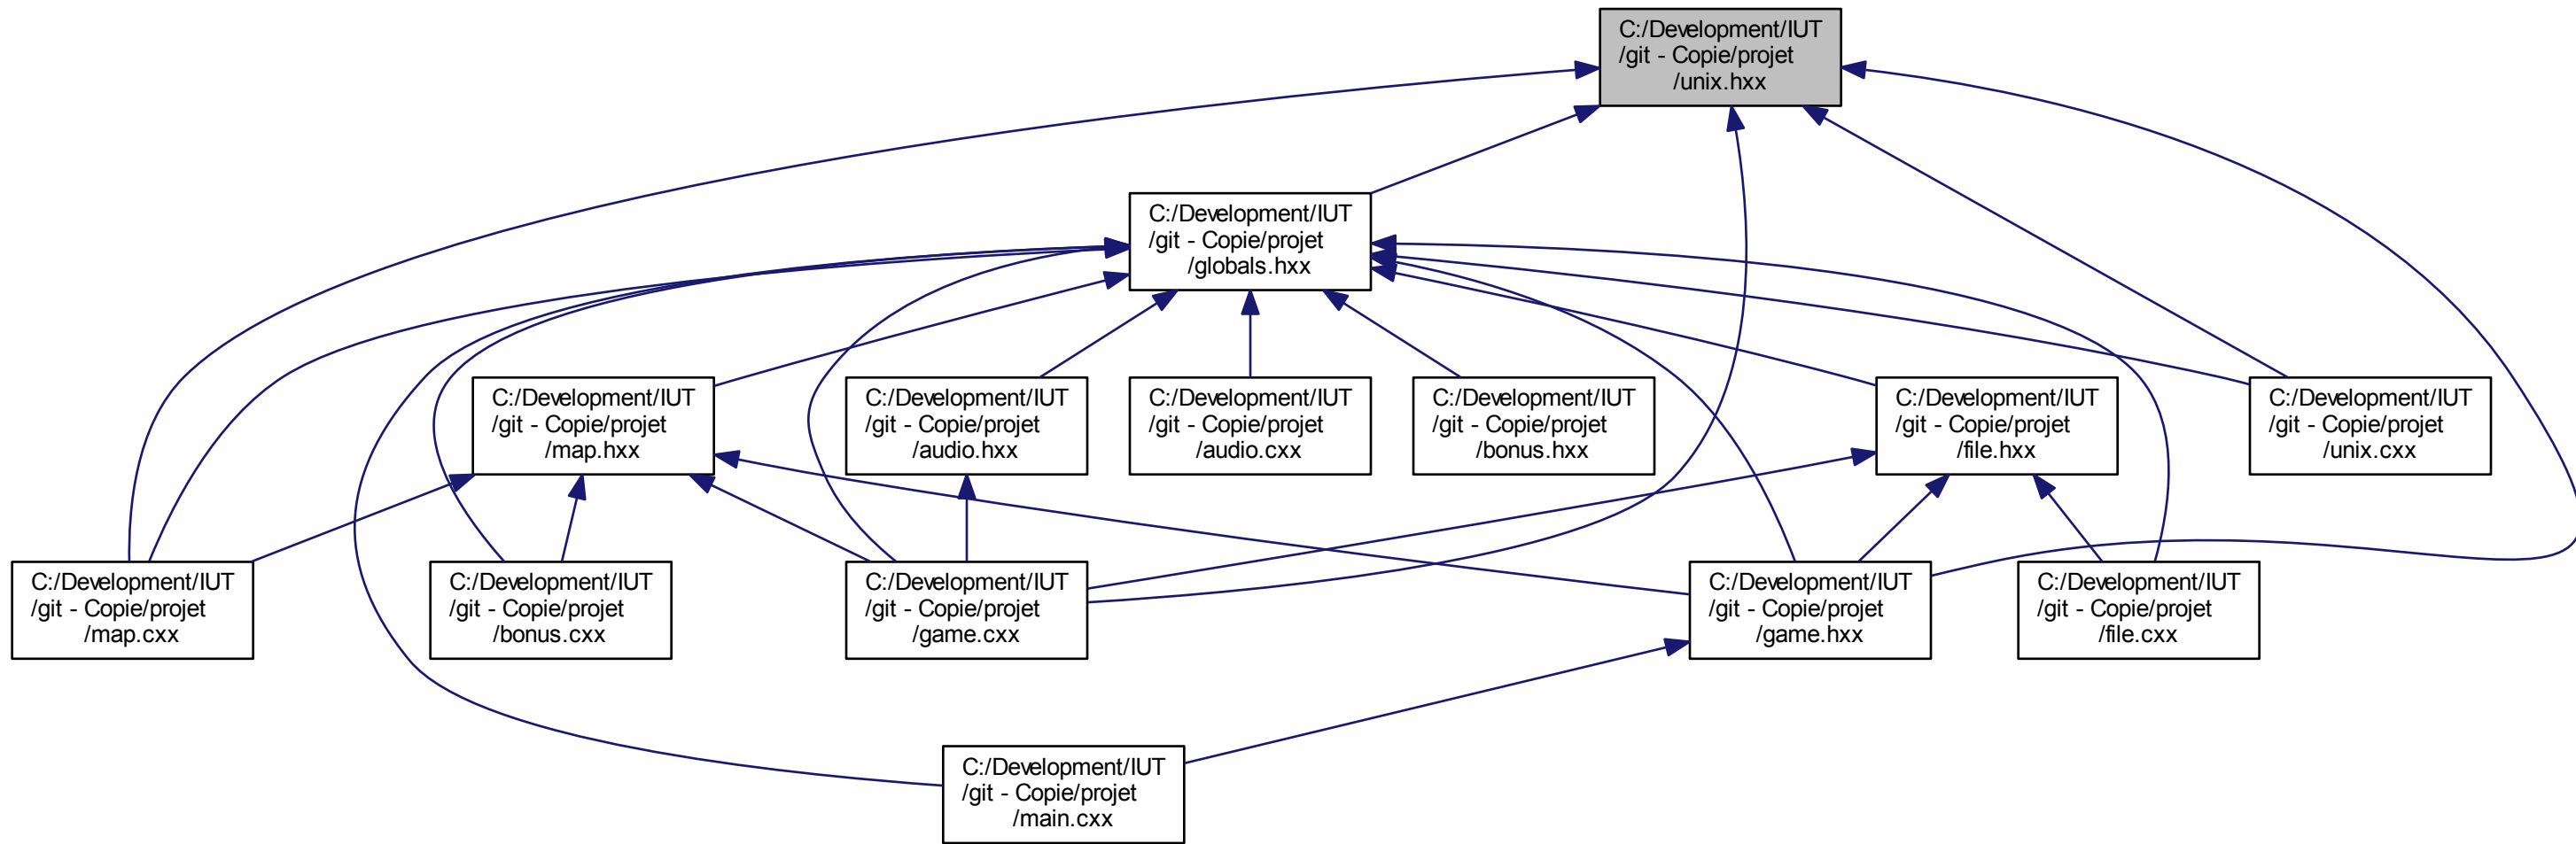 C:/Development/IUT
/git - Copie/projet
/unix.hxx
C:/Development/IUT
/git - Copie/projet
/globals.hxx
C:/Development/IUT
/git - Copie/projet
/map.hxx
C:/Development/IUT
/git - Copie/projet
/audio.hxx
C:/Development/IUT
/git - Copie/projet
/audio.cxx
C:/Development/IUT
/git - Copie/projet
/bonus.hxx
C:/Development/IUT
/git - Copie/projet
/file.hxx
C:/Development/IUT
/git - Copie/projet
/unix.cxx
C:/Development/IUT
/git - Copie/projet
/map.cxx
C:/Development/IUT
/git - Copie/projet
/bonus.cxx
C:/Development/IUT
/git - Copie/projet
/game.cxx
C:/Development/IUT
/git - Copie/projet
/game.hxx
C:/Development/IUT
/git - Copie/projet
/file.cxx
C:/Development/IUT
/git - Copie/projet
/main.cxx